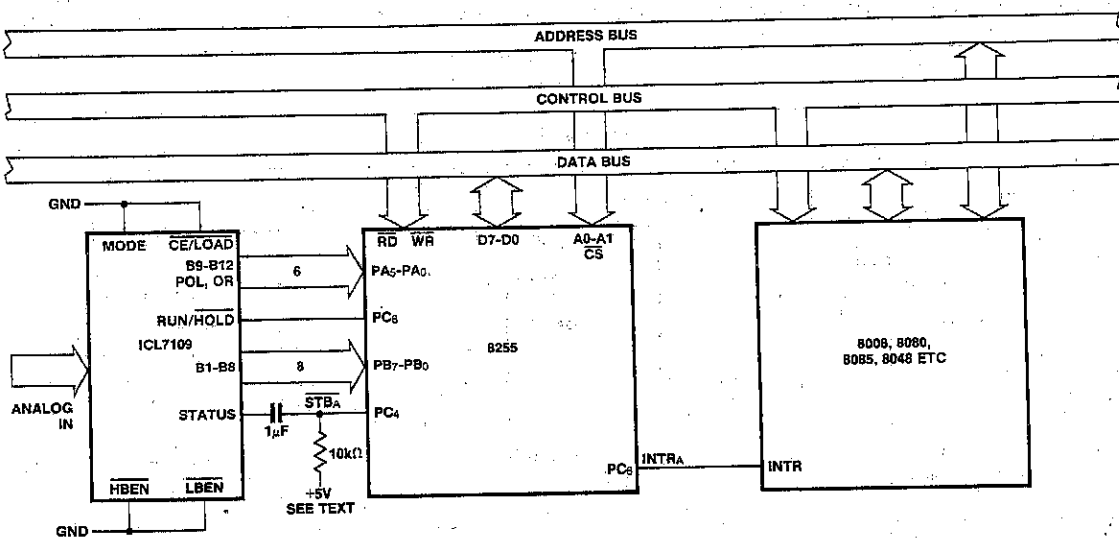 ADDRESS BUS
CONTROL BUS
DATA BUS
GND
MODE
CE/LOAD
B9-B12
POL, OR
6
RUN/HOLD
ICL7109
B1-B8
8
STATUS
1µF
STBA
10kΩ
+5V
SEE TEXT
HBEN
LBEN
GND
ANALOG
IN
RD
WR
D7-D0
A0-A1
CS
PA5-PA0
PC6
8255
PB7-PB0
PC4
PC6
INTRA
INTR
8008, 8080,
8085, 8048 ETC